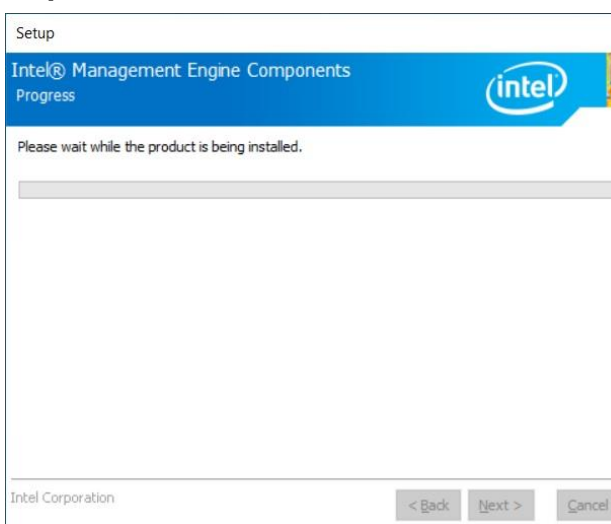 Setup
Intel® Management Engine Components
Progress
intel
Please wait while the product is being installed.
Intel Corporation
< Back Next > Cancel